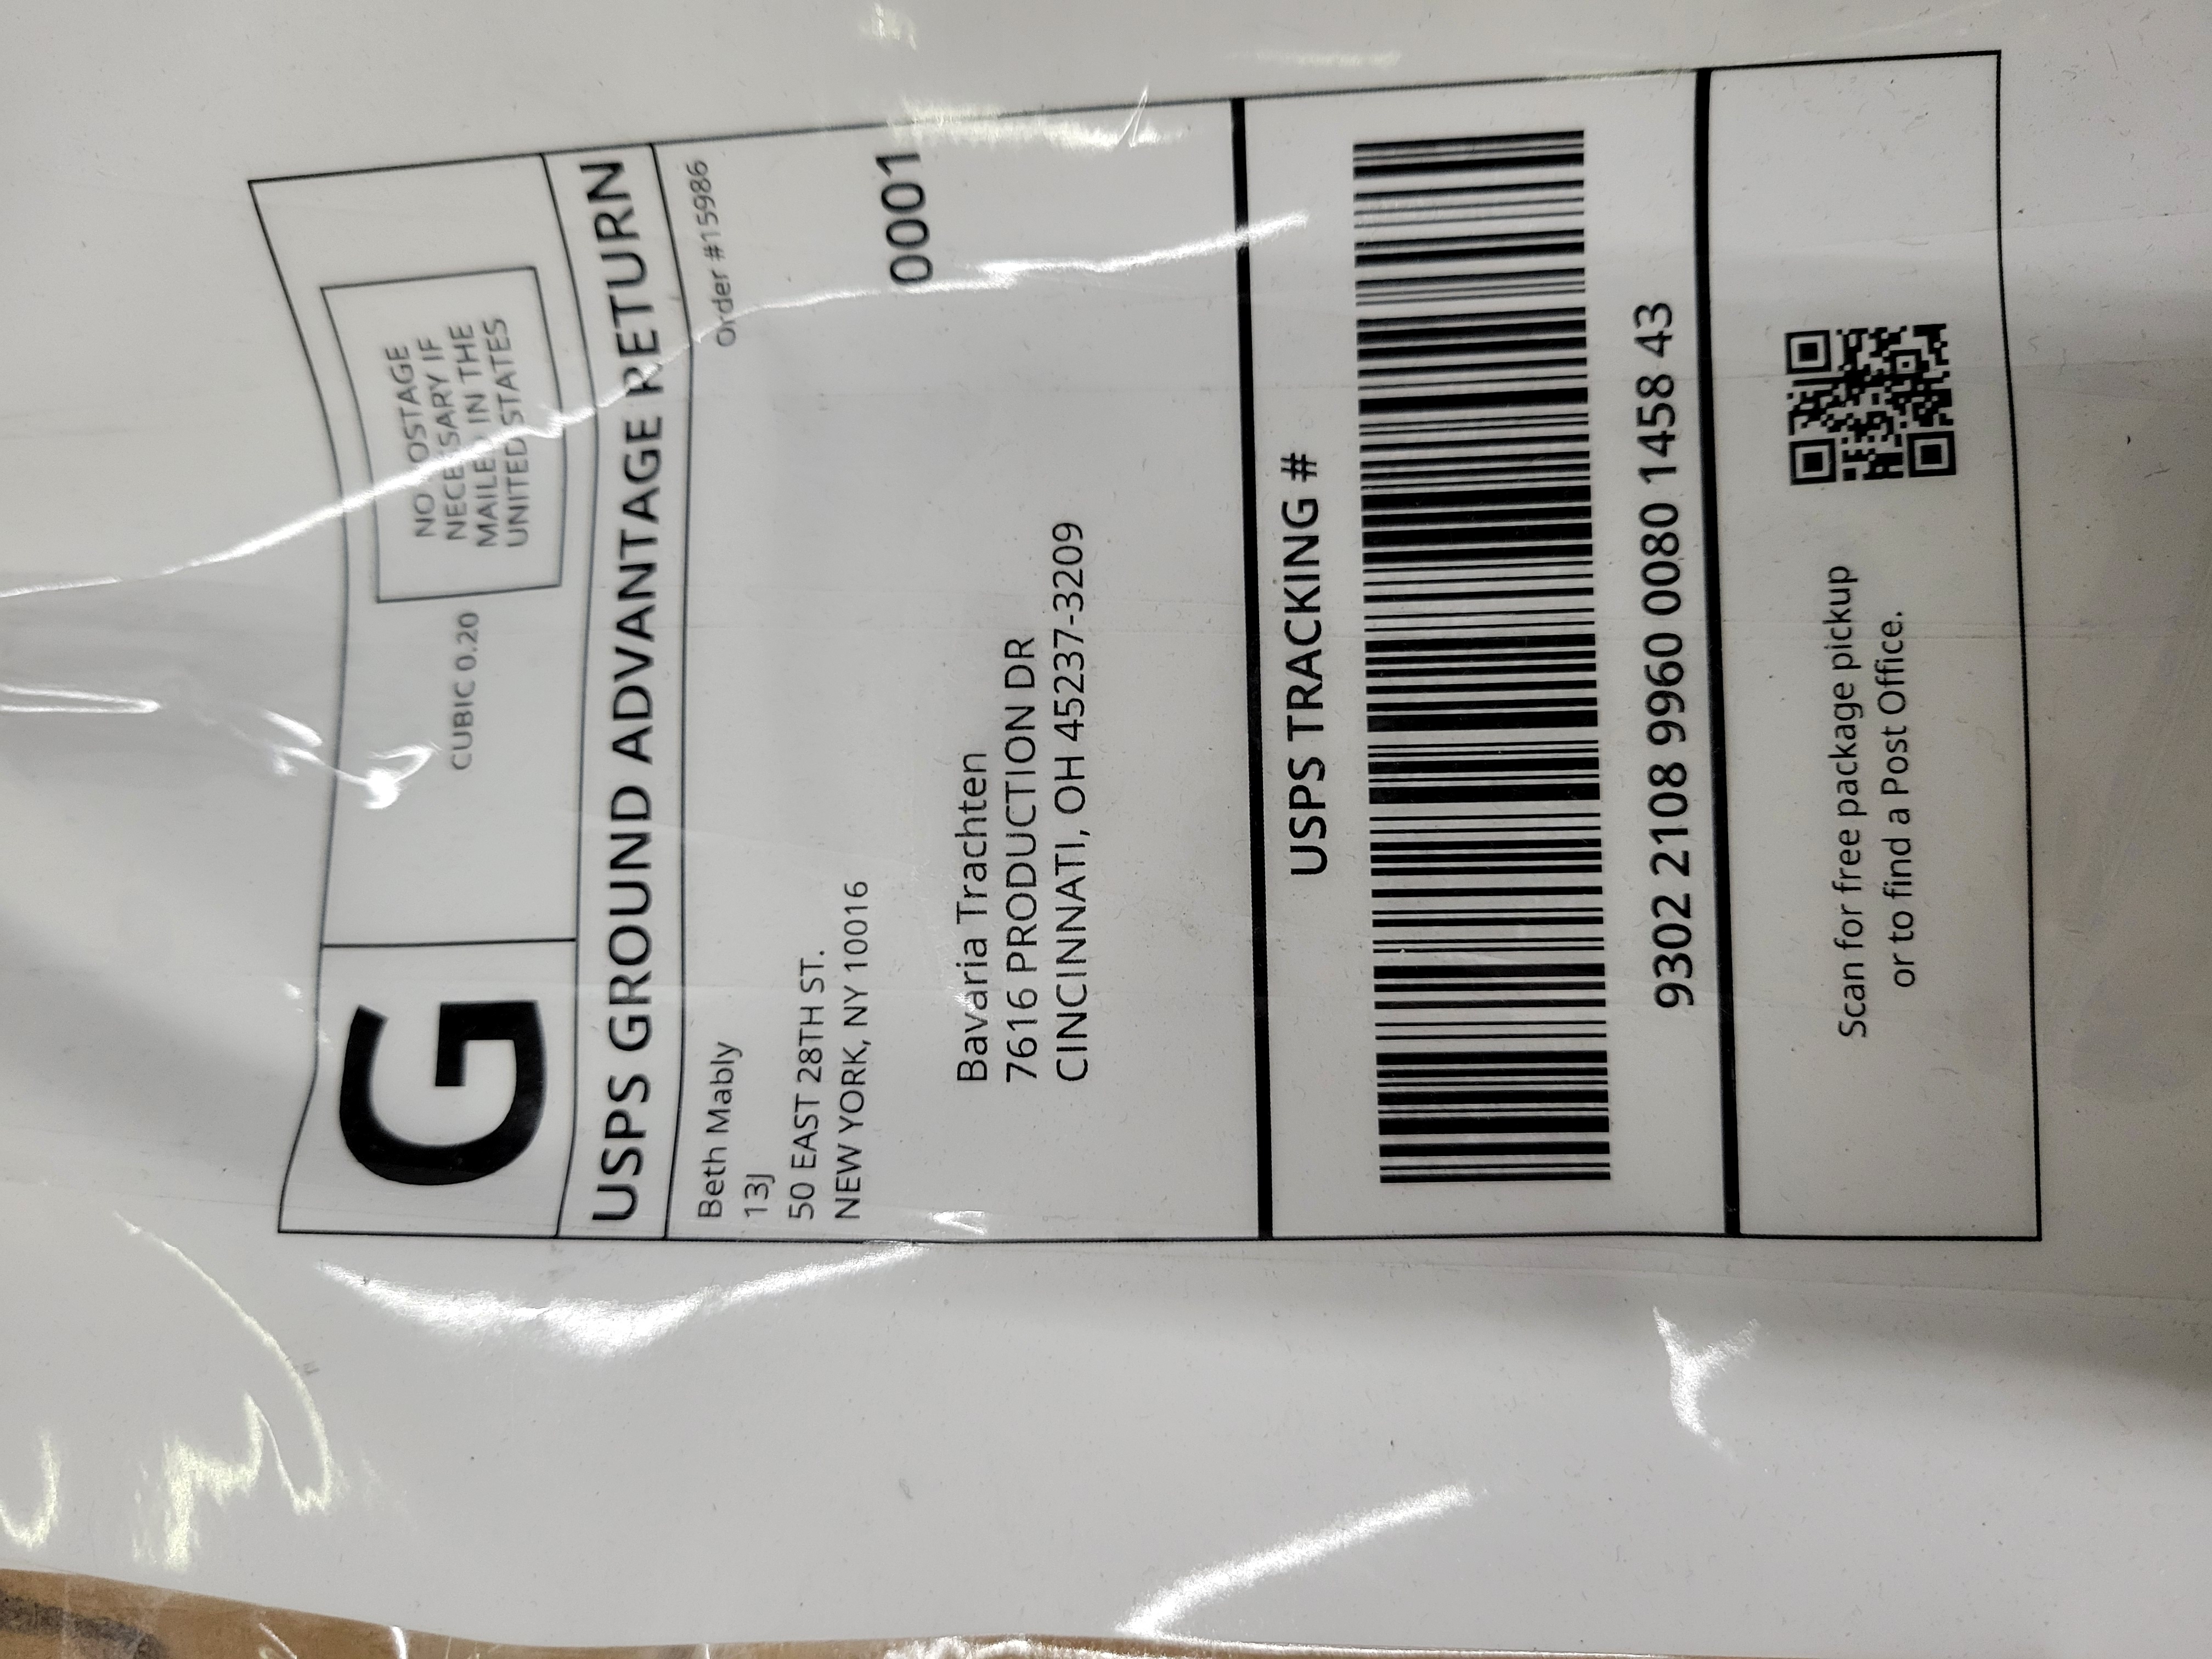 G
CUBIC 0.20
NO POSTAGE
NECESSARY IF
MAILED IN THE
UNITED STATES
USPS GROUND ADVANTAGE RETURN
Beth Mably
Order #15986
13J
50 EAST 28TH ST.
NEW YORK, NY 10016
0001
Bavaria Trachten
7616 PRODUCTION DR
CINCINNATI, OH 45237-3209
USPS TRACKING #
9302 2108 9960 0080 1458 43
Scan for free package pickup
or to find a Post Office.